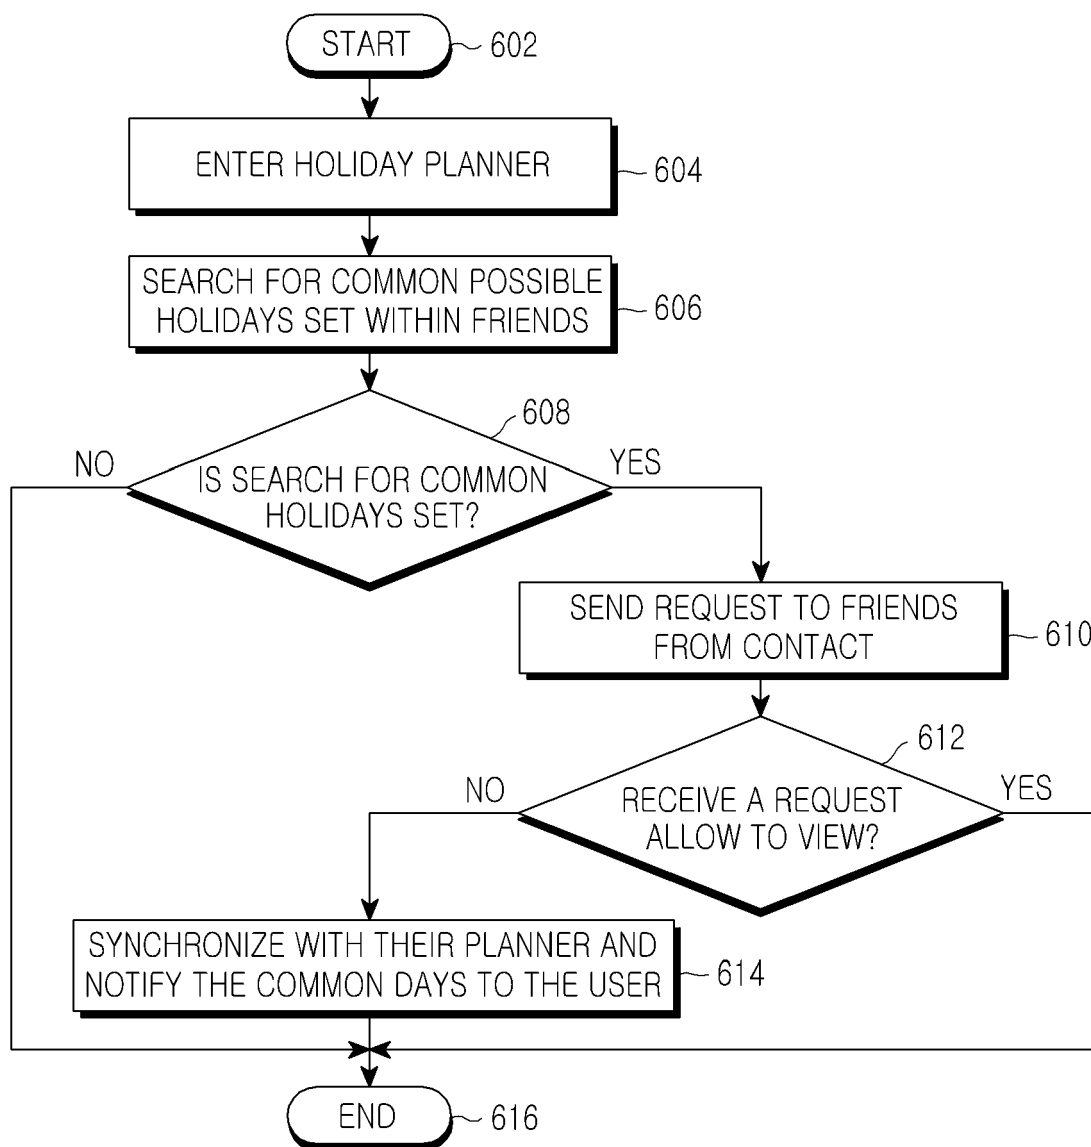 START
602
ENTER HOLIDAY PLANNER
604
SEARCH FOR COMMON POSSIBLE
HOLIDAYS SET WITHIN FRIENDS
606
608
NO
YES
IS SEARCH FOR COMMON
HOLIDAYS SET?
SEND REQUEST TO FRIENDS
FROM CONTACT
610
612
NO
YES
RECEIVE A REQUEST
ALLOW TO VIEW?
SYNCHRONIZE WITH THEIR PLANNER AND
NOTIFY THE COMMON DAYS TO THE USER
614
END
616